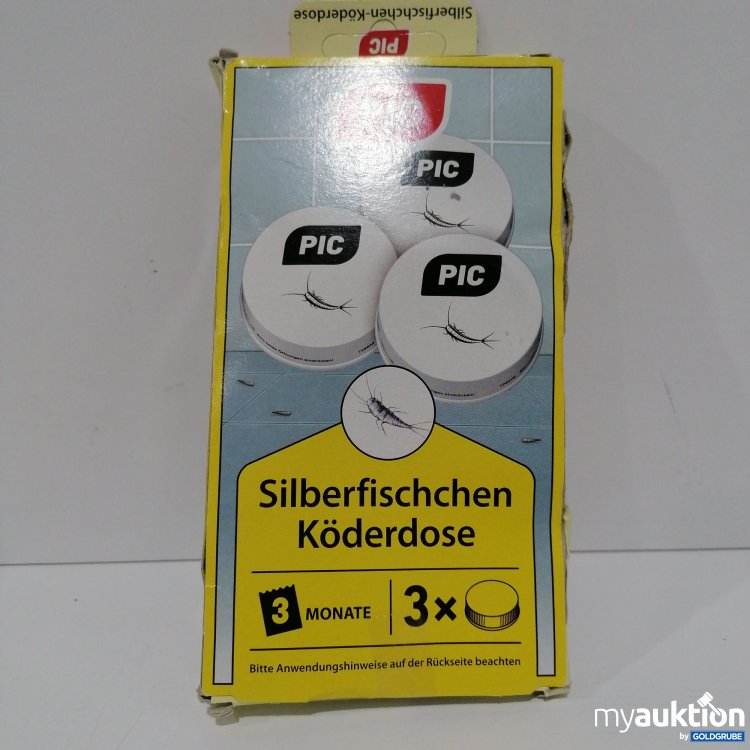 Silberfischchen-Köderdose
PIC
PIC
PIC
PIC
Silberfischchen
Köderdose
3 MONATE
3×
Bitte Anwendungshinweise auf der Rückseite beachten
myauktion
by GOLDGRUBE